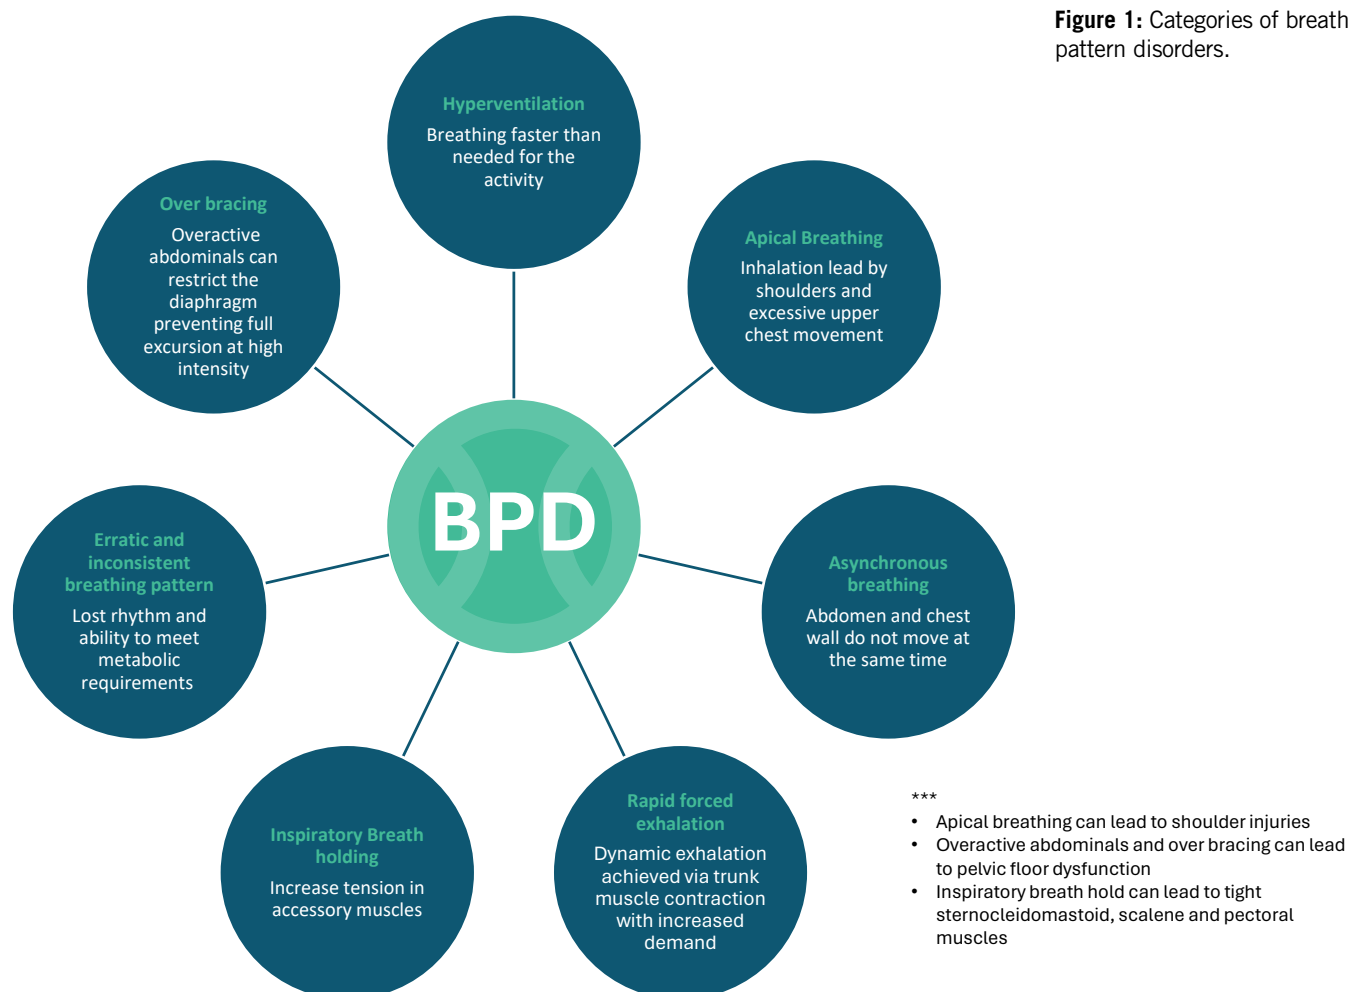 Figure 1: Categories of breath
pattern disorders.
Hyperventilation
Breathing faster than
needed for the
activity
Apical Breathing
Inhalation lead by
shoulders and
excessive upper
chest movement
Asynchronous
breathing
Abdomen and chest
wall do not move at
the same time
Rapid forced
exhalation
Dynamic exhalation
achieved via trunk
muscle contraction
with increased
demand
Inspiratory Breath
holding
Increase tension in
accessory muscles
Erratic and
inconsistent
breathing pattern
Lost rhythm and
ability to meet
metabolic
requirements
Over bracing
Overactive
abdominals can
restrict the
diaphragm
preventing full
excursion at high
intensity
BPD
***
• Apical breathing can lead to shoulder injuries
• Overactive abdominals and over bracing can lead
to pelvic floor dysfunction
• Inspiratory breath hold can lead to tight
sternocleidomastoid, scalene and pectoral
muscles